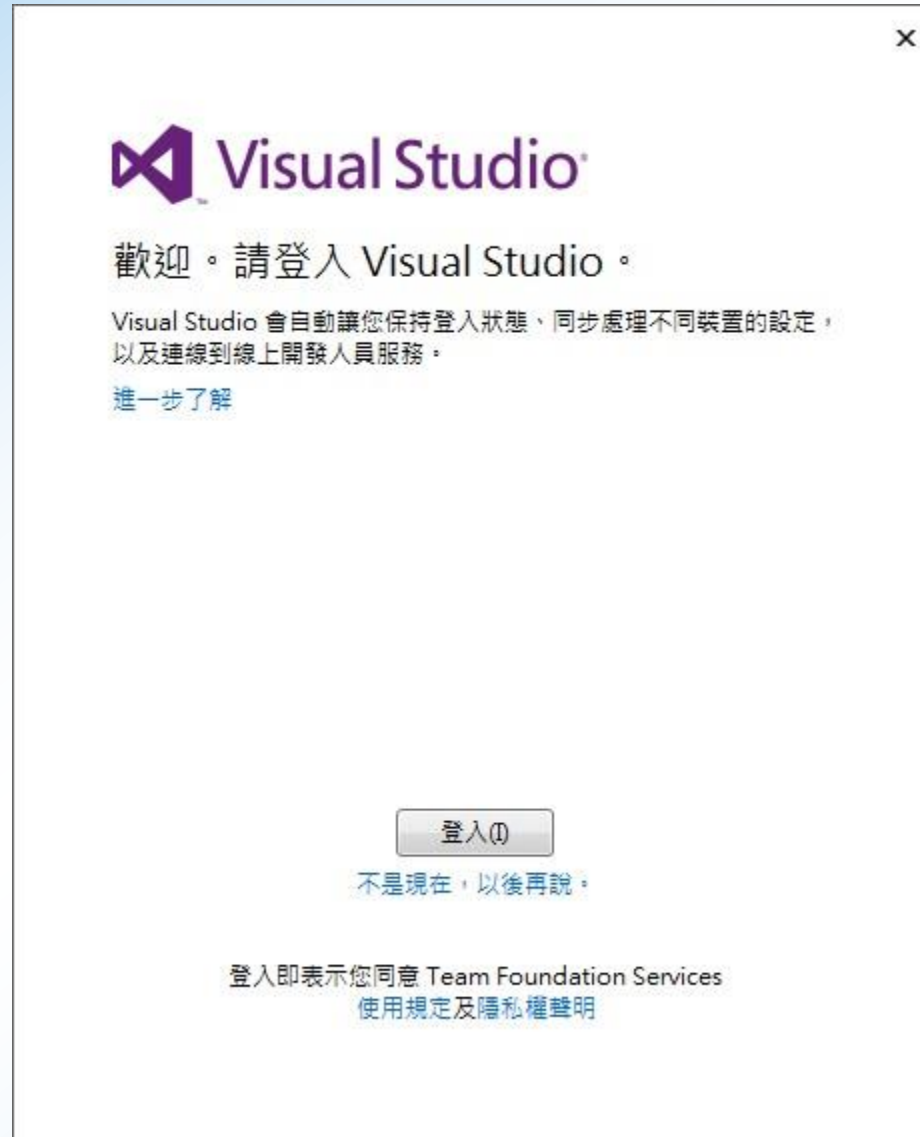 Visual Studio
歡迎。請登入 Visual Studio。
Visual Studio 會自動讓您保持登入狀態、同步處理不同裝置的設定，
以及連線到線上開發人員服務。
進一步了解
登入(I)
不是現在，以後再說。
登入即表示您同意 Team Foundation Services
使用規定及隱私權聲明